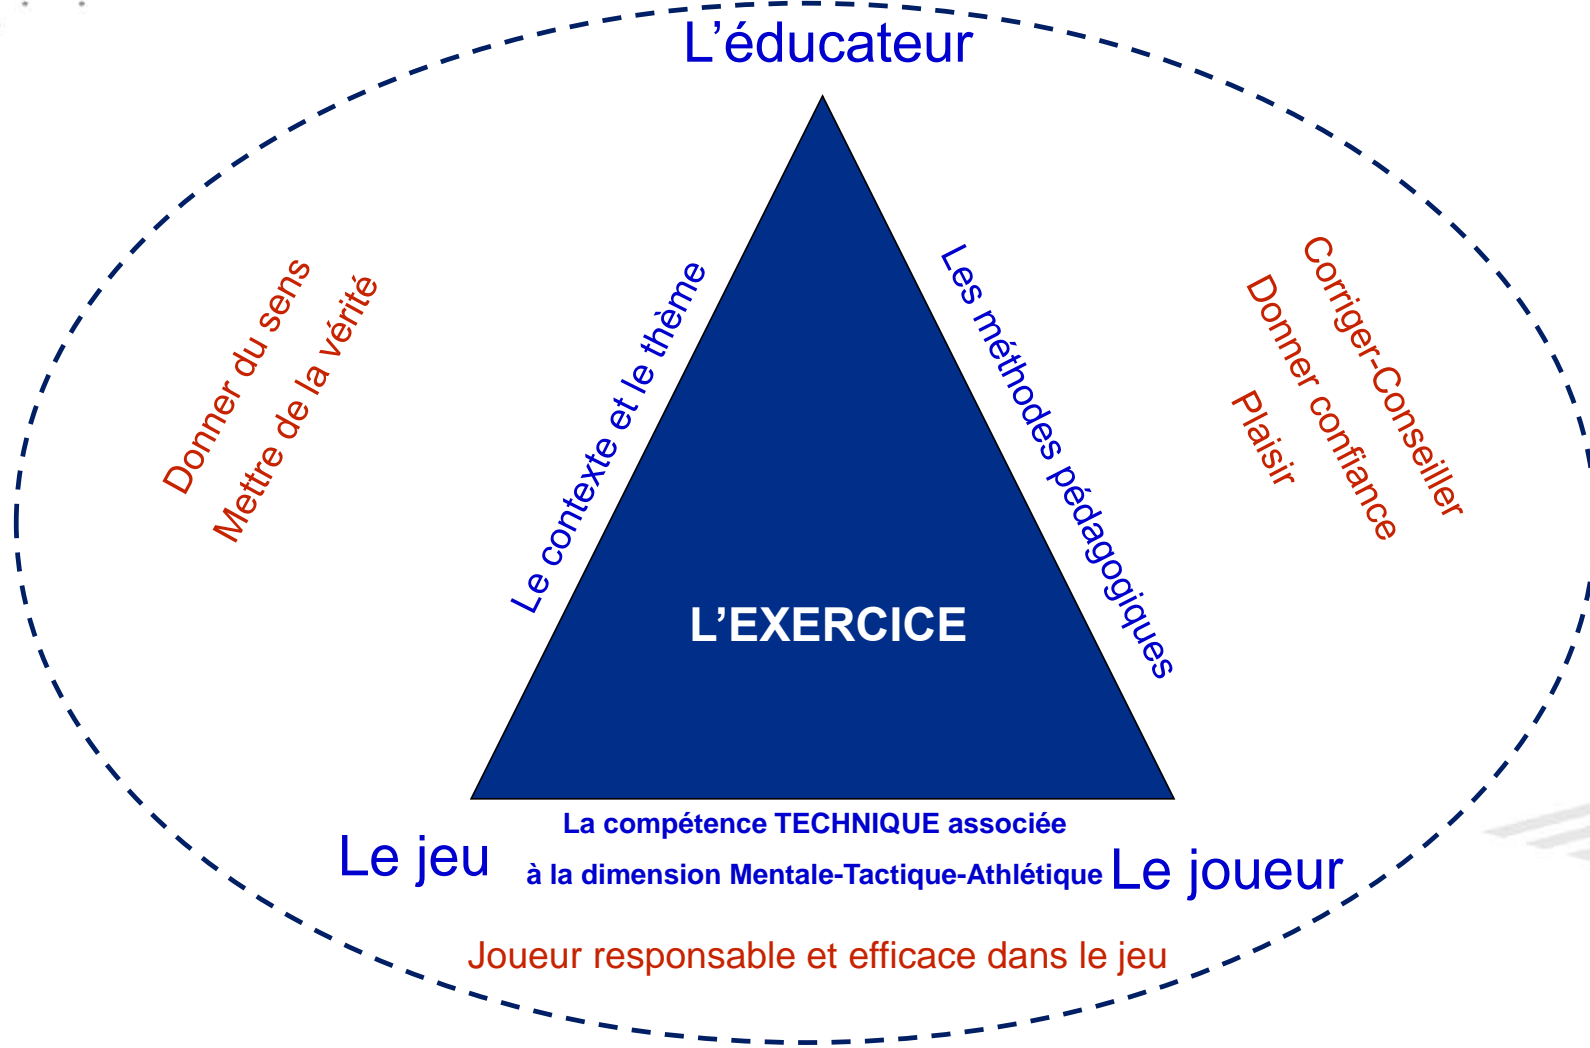 L’éducateur
Donner du sens
Mettre de la vérité
Le contexte et le thème
Les méthodes pédagogiques
Corriger-Conseiller
Donner confiance
Plaisir
L’EXERCICE
La compétence TECHNIQUE associée
à la dimension Mentale-Tactique-Athlétique
Le jeu
Le joueur
Joueur responsable et efficace dans le jeu